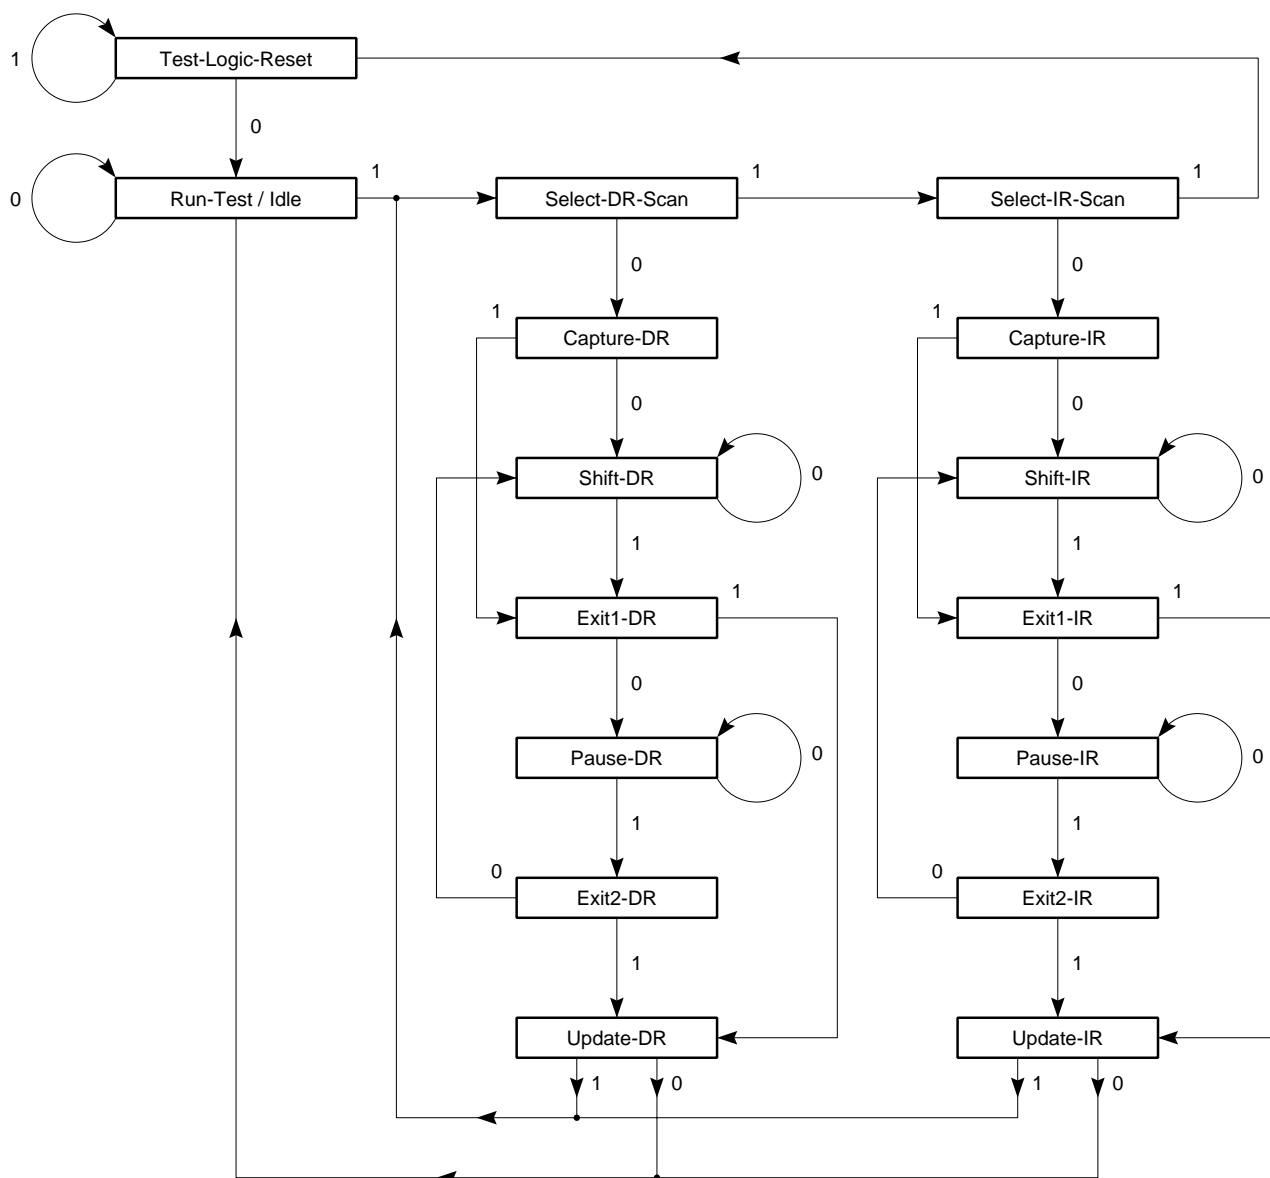 1
Test-Logic-Reset
0
0
Run-Test / Idle
1
Select-DR-Scan
1
Select-IR-Scan
1
0
0
1
Capture-DR
1
Capture-IR
0
0
Shift-DR
0
Shift-IR
0
1
1
Exit1-DR
1
Exit1-IR
1
0
0
Pause-DR
0
Pause-IR
0
1
1
0
Exit2-DR
0
Exit2-IR
1
1
Update-DR
Update-IR
1
0
1
0